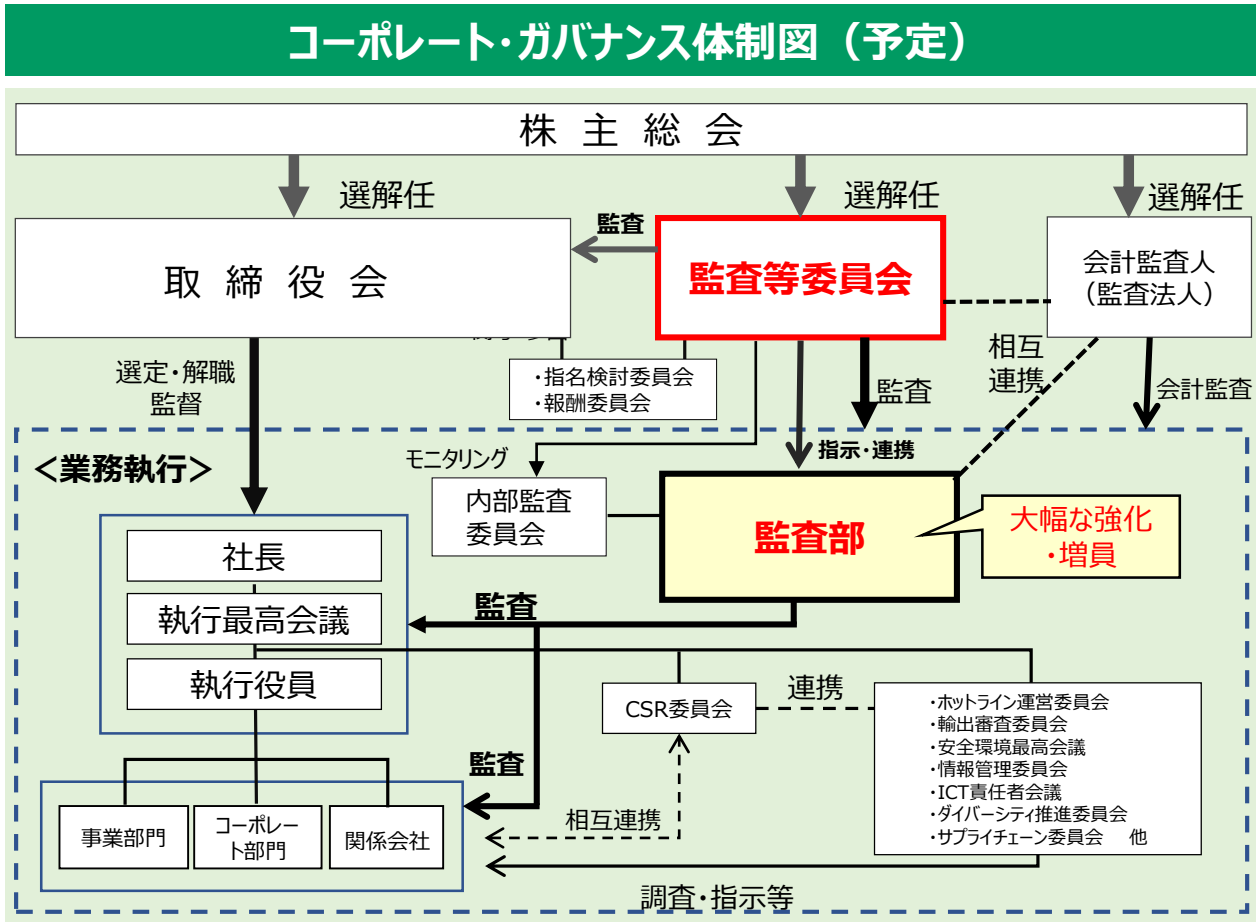 コーポレート・ガバナンス体制図（予定）
株 主 総 会
選解任
選解任
選解任
取 締 役 会
監査
監査等委員会
会計監査人
（監査法人）
選定・解職
監督
・指名検討委員会
・報酬委員会
監査
相互
連携
会計監査
＜業務執行＞
モニタリング
指示・連携
内部監査
委員会
監査部
大幅な強化
・増員
社長
執行最高会議
執行役員
監査
CSR委員会
連携
・ホットライン運営委員会
・輸出審査委員会
・安全環境最高会議
・情報管理委員会
・ICT責任者会議
・ダイバーシティ推進委員会
・サプライチェーン委員会　他
監査
事業部門
コーポレー
ト部門
関係会社
相互連携
調査・指示等